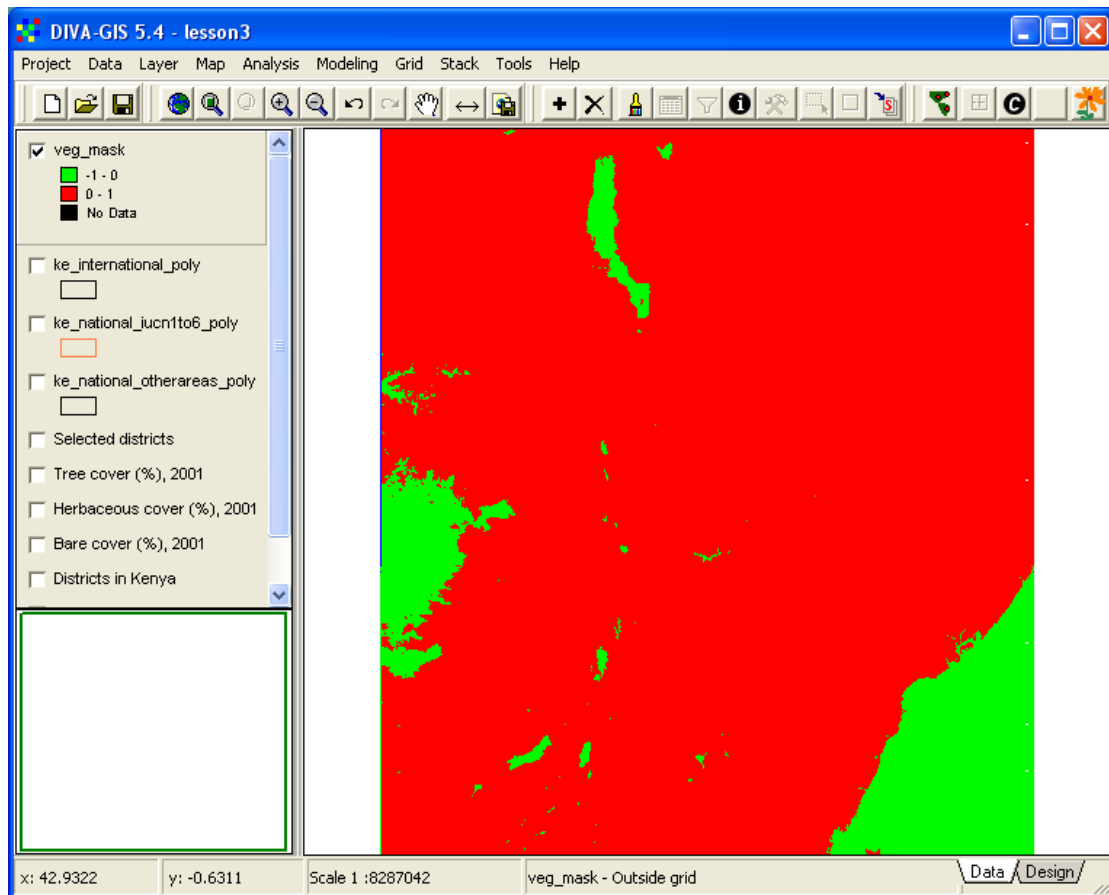 DIVA-GIS 5.4 - lesson3
Project Data Layer Map Analysis Modeling Grid Stack Tools Help
veg_mask
-1 - 0
0 - 1
No Data
ke_international_poly
ke_national_iucn1to6_poly
ke_national_otherareas_poly
Selected districts
Tree cover (%), 2001
Herbaceous cover (%), 2001
Bare cover (%), 2001
Districts in Kenya
x: 42.9322 y: -0.6311 Scale 1 :8287042 veg_mask - Outside grid Data Design